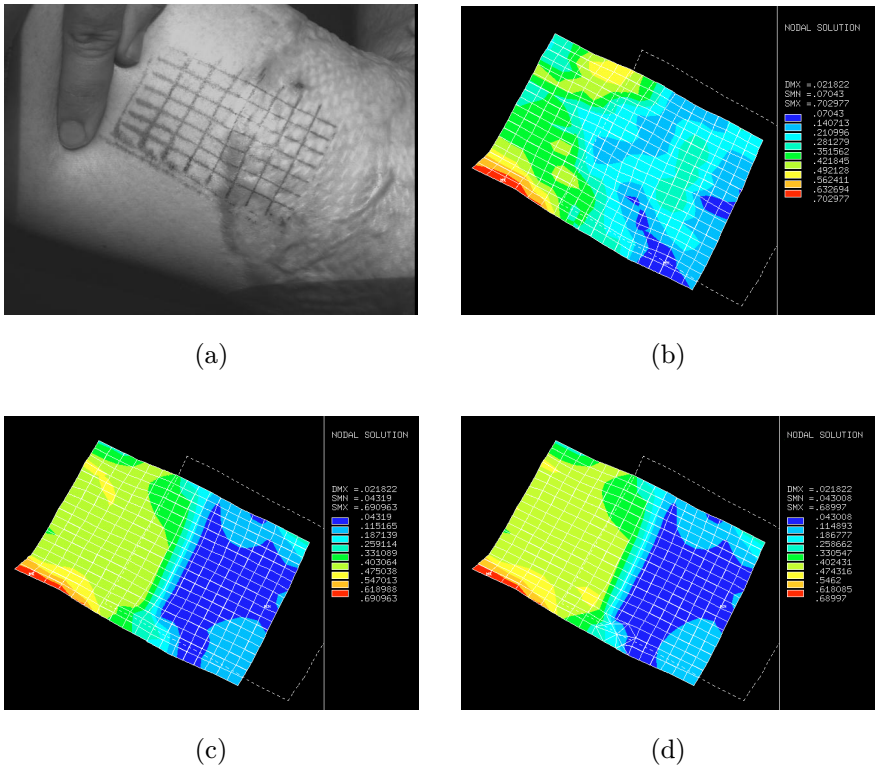 NODAL SOLUTION
DMX =.021822
SMN =.07043
SMX =.702977
.07043
.140713
.210996
.281279
.351562
.421845
.492128
.562411
.632694
.702977
(a)
(b)
NODAL SOLUTION
DMX =.021822
SMN =.04319
SMX =.690963
.04319
.115165
.187139
.259114
.331089
.403064
.475038
.547013
.618988
.690963
NODAL SOLUTION
DMX =.021822
SMN =.043008
SMX =.68997
.043008
.114893
.186777
.258662
.330547
.402431
.474316
.5462
.618085
.68997
(c)
(d)